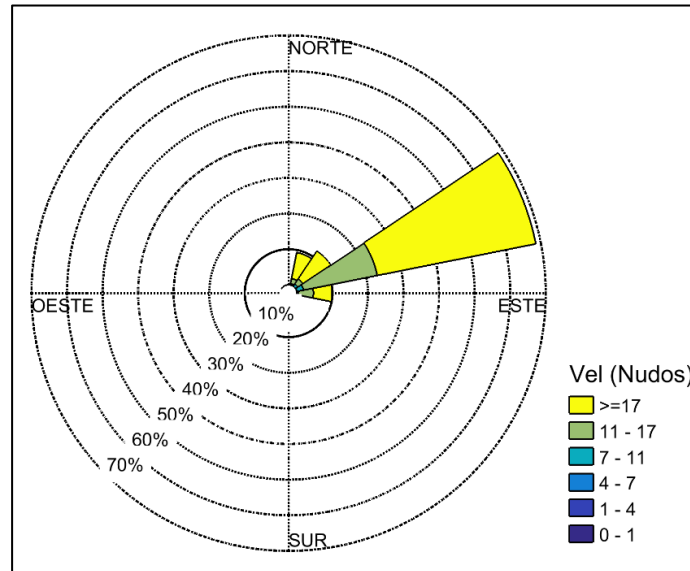 NORTE
OESTE
ESTE
10%
20%
30%
40%
50%
60%
70%
SUR
Vel (Nudos)
>=17
11 - 17
7 - 11
4 - 7
1 - 4
0 - 1